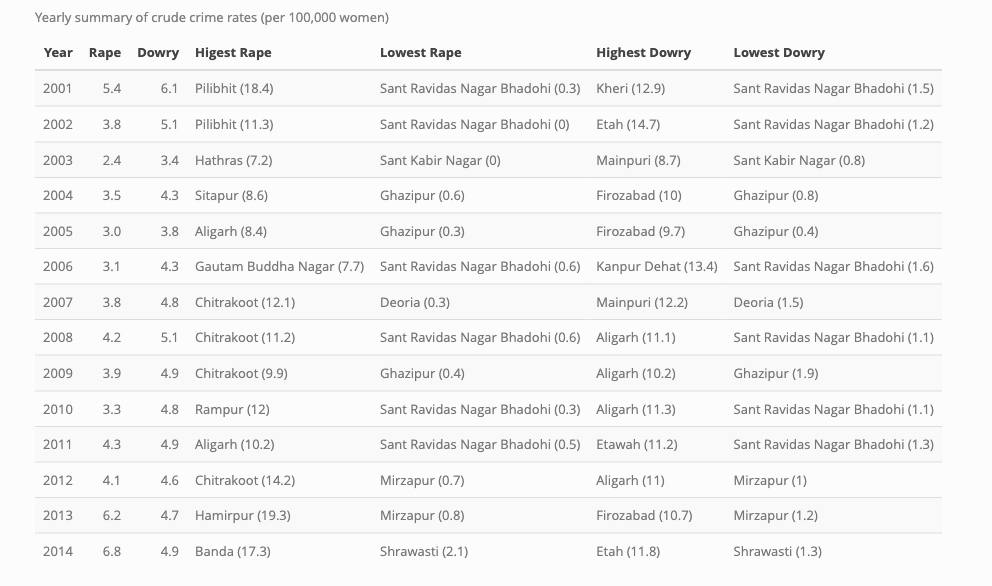 Yearly summary of crude crime rates (per 100,000 women)
Year Rape Dowry Higest Rape Lowest Rape Highest Dowry Lowest Dowry
2001 5.4 6.1 Pilibhit (18.4) Sant Ravidas Nagar Bhadohi (0.3) Kheri (12.9) Sant Ravidas Nagar Bhadohi (1.5)
2002 3.8 5.1 Pilibhit (11.3) Sant Ravidas Nagar Bhadohi (0) Etah (14.7) Sant Ravidas Nagar Bhadohi (1.2)
2003 2.4 3.4 Hathras (7.2) Sant Kabir Nagar (0) Mainpuri (8.7) Sant Kabir Nagar (0.8)
2004 3.5 4.3 Sitapur (8.6) Ghazipur (0.6) Firozabad (10) Ghazipur (0.8)
2005 3.0 3.8 Aligarh (8.4) Ghazipur (0.3) Firozabad (9.7) Ghazipur (0.4)
2006 3.1 4.3 Gautam Buddha Nagar (7.7) Sant Ravidas Nagar Bhadohi (0.6) Kanpur Dehat (13.4) Sant Ravidas Nagar Bhadohi (1.6)
2007 3.8 4.8 Chitrakoot (12.1) Deoria (0.3) Mainpuri (12.2) Deoria (1.5)
2008 4.2 5.1 Chitrakoot (11.2) Sant Ravidas Nagar Bhadohi (0.6) Aligarh (11.1) Sant Ravidas Nagar Bhadohi (1.1)
2009 3.9 4.9 Chitrakoot (9.9) Ghazipur (0.4) Aligarh (10.2) Ghazipur (1.9)
2010 3.3 4.8 Rampur (12) Sant Ravidas Nagar Bhadohi (0.3) Aligarh (11.3) Sant Ravidas Nagar Bhadohi (1.1)
2011 4.3 4.9 Aligarh (10.2) Sant Ravidas Nagar Bhadohi (0.5) Etawah (11.2) Sant Ravidas Nagar Bhadohi (1.3)
2012 4.1 4.6 Chitrakoot (14.2) Mirzapur (0.7) Aligarh (11) Mirzapur (1)
2013 6.2 4.7 Hamirpur (19.3) Mirzapur (0.8) Firozabad (10.7) Mirzapur (1.2)
2014 6.8 4.9 Banda (17.3) Shrawasti (2.1) Etah (11.8) Shrawasti (1.3)